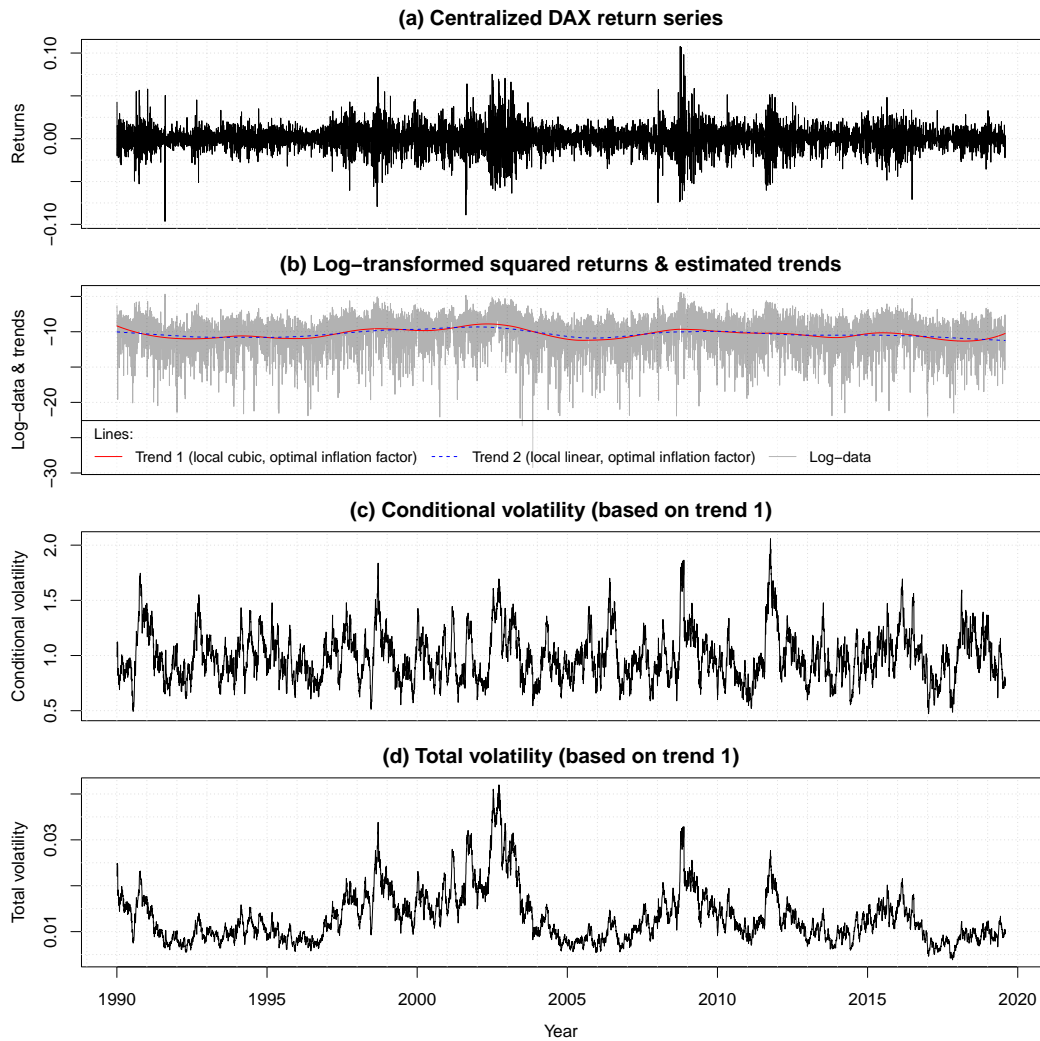 (a) Centralized DAX return series
Returns
0.10
0.00
−0.10
(b) Log−transformed squared returns & estimated trends
Log−data & trends
−10
−20
−30
Lines:
Trend 1 (local cubic, optimal inflation factor)
Trend 2 (local linear, optimal inflation factor)
Log−data
(c) Conditional volatility (based on trend 1)
Conditional volatility
2.0
1.5
1.0
0.5
(d) Total volatility (based on trend 1)
Total volatility
0.03
0.01
1990 1995 2000 2005 2010 2015 2020
Year